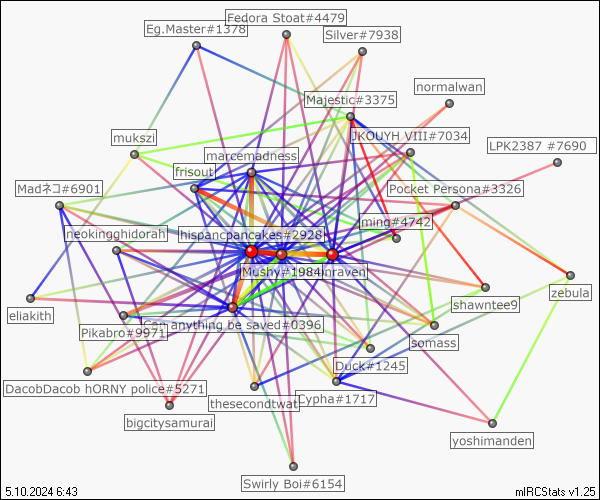 Fedora Stoat#4479
Eg.Master#1378
Silver#7938
normalwan
Majestic#3375
JKOUYH VIII#7034
mukszi
LPK2387 #7690
marcemadness
frisout
Madネコ#6901
Pocket Persona#3326
ming#4742
neokingghidorah
hispancpancakes#2928
Mushy#1984
unraven
zebula
shawntee9
eliakith
Pikabro#9971
Can anything be saved#0396
somass
Duck#1245
DacobDacob hORNY police#5271
thesecondtwat
Cypha#1717
bigcitysamurai
yoshimanden
Swirly Boi#6154
5.10.2024 6:43
mIRCStats v1.25